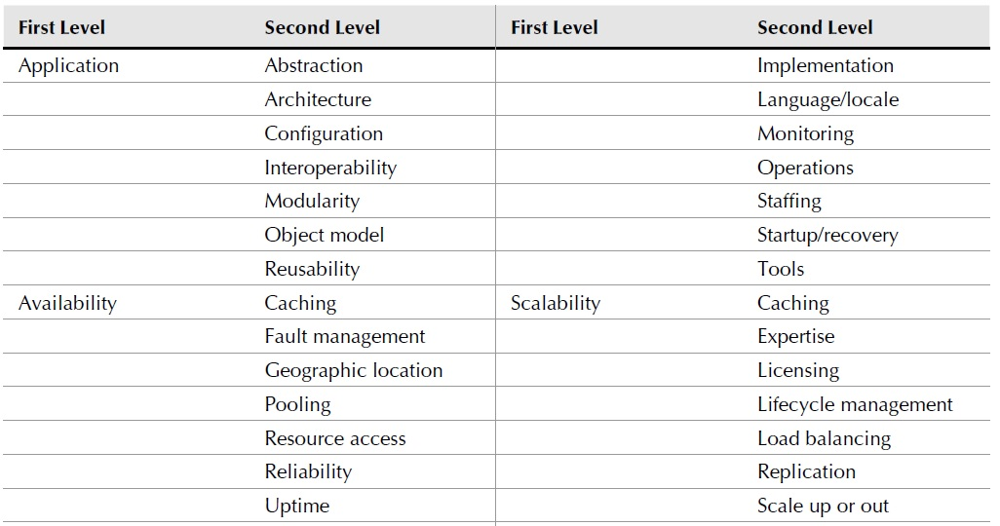 First Level Second Level First Level Second Level
Application Abstraction Implementation
Architecture Language/locale
Configuration Monitoring
Interoperability Operations
Modularity Staffing
Object model Startup/recovery
Reusability Tools
Availability Caching Scalability Caching
Fault management Expertise
Geographic location Licensing
Pooling Lifecycle management
Resource access Load balancing
Reliability Replication
Uptime Scale up or out